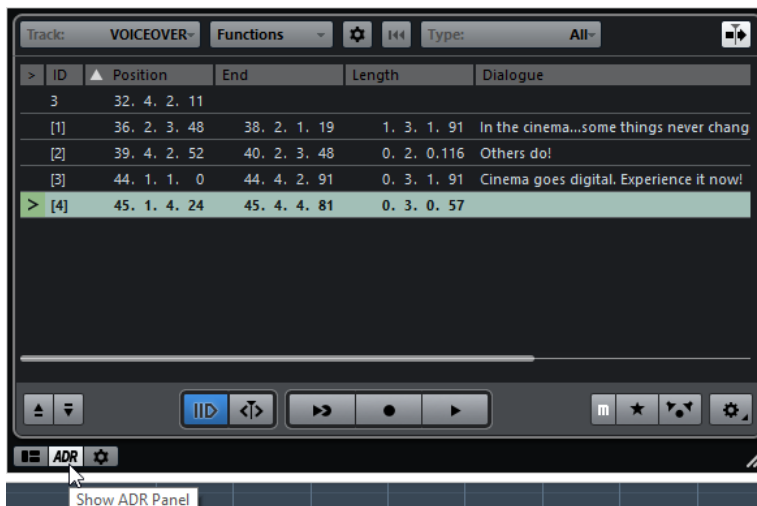 Track: VOICEOVER Functions Type: All
> ID Position End Length Dialogue
3 32. 4. 2. 11
[1] 36. 2. 3. 48 38. 2. 1. 19 1. 3. 1. 91 In the cinema...some things never chang
[2] 39. 4. 2. 52 40. 2. 3. 48 0. 2. 0.116 Others do!
[3] 44. 1. 1. 0 44. 4. 2. 91 0. 3. 1. 91 Cinema goes digital. Experience it now!
> [4] 45. 1. 4. 24 45. 4. 4. 81 0. 3. 0. 57
m
ADR
Show ADR Panel